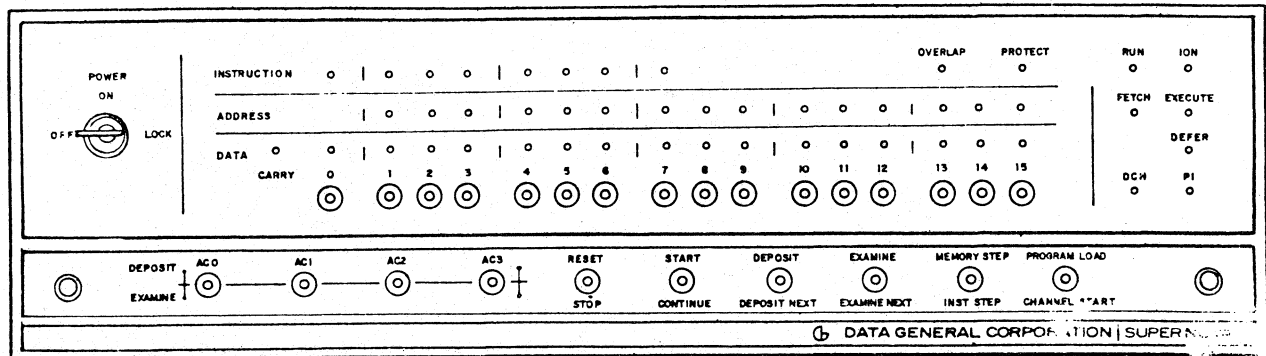 OVERLAP PROTECT RUN ION
POWER INSTRUCTION
ON
FETCH EXECUTE
ADDRESS
OFF LOCK
DEFER
DATA
CARRY 0 1 2 3 4 5 6 7 8 9 10 11 12 13 14 15
DCH PI
DEPOSIT AC0 AC1 AC2 AC3 RESET START DEPOSIT EXAMINE MEMORY STEP PROGRAM LOAD
EXAMINE STOP CONTINUE DEPOSIT NEXT EXAMINE NEXT INST STEP CHANNEL START
DATA GENERAL CORPORATION |